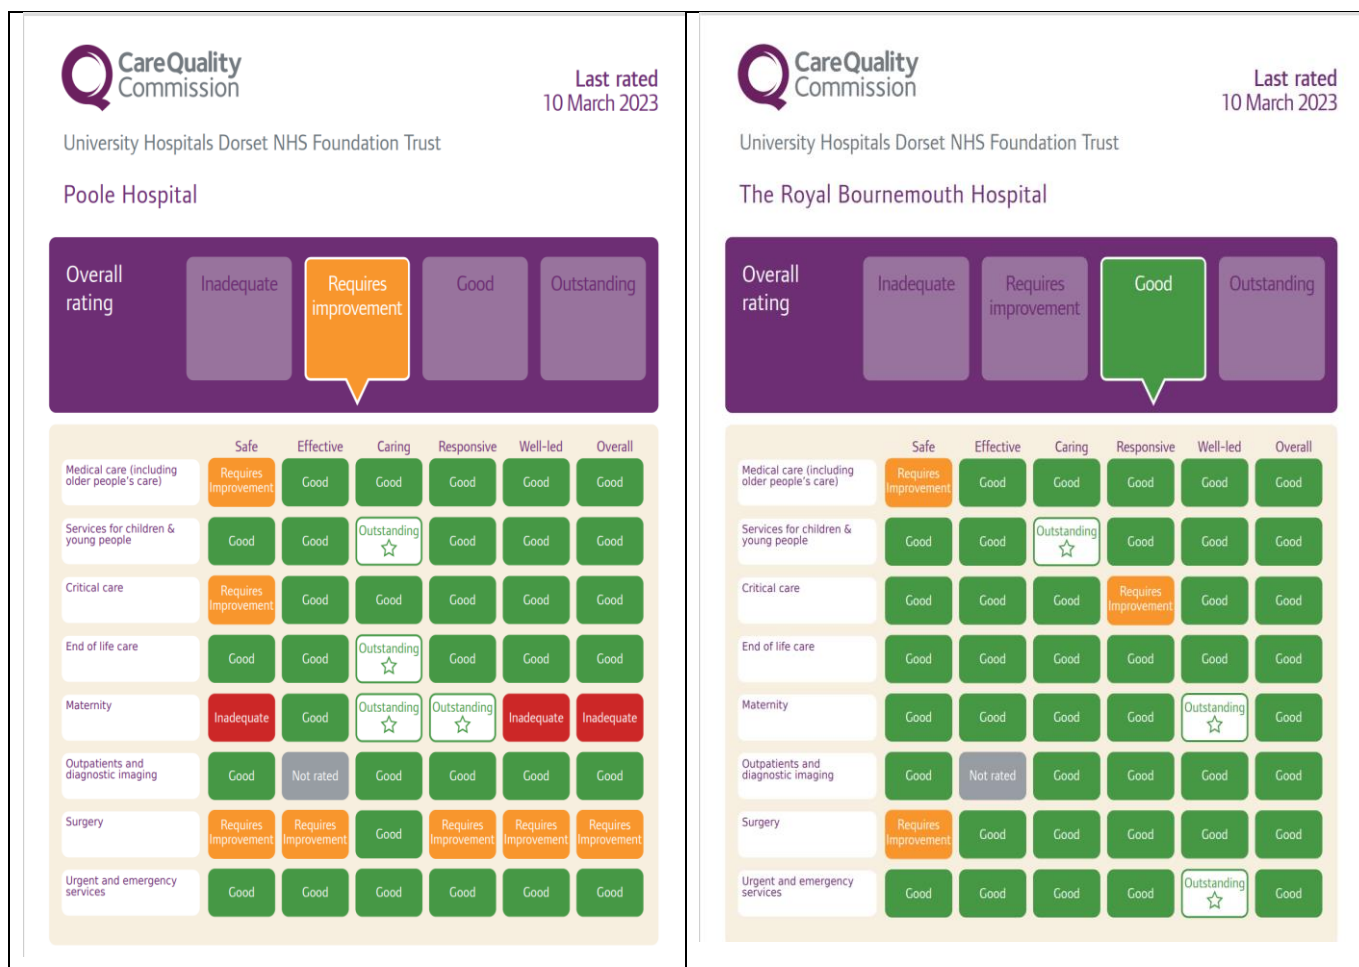 CareQuality
Commission
Last rated
10 March 2023
University Hospitals Dorset NHS Foundation Trust
Poole Hospital
Overall
rating
Inadequate
Requires
improvement
Good
Outstanding
Safe Effective Caring Responsive Well-led Overall
Medical care (including
older people's care)
Requires
Improvement
Good Good Good Good Good
Services for children &
young people
Good Good Outstanding Good Good Good
Critical care
Requires
Improvement
Good Good Good Good Good
End of life care
Good Good Outstanding Good Good Good
Maternity
Inadequate Good Outstanding Outstanding Inadequate Inadequate
Outpatients and
diagnostic imaging
Good Not rated Good Good Good Good
Surgery
Requires Requires Good Requires Requires Requires
Improvement Improvement Improvement Improvement Improvement
Urgent and emergency
services
Good Good Good Good Good Good
CareQuality
Commission
Last rated
10 March 2023
University Hospitals Dorset NHS Foundation Trust
The Royal Bournemouth Hospital
Overall
rating
Inadequate
Requires
improvement
Good
Outstanding
Safe Effective Caring Responsive Well-led Overall
Medical care (including
older people's care)
Requires
Improvement
Good Good Good Good Good
Services for children &
young people
Good Good Outstanding Good Good Good
Critical care
Good Good Good Requires Good Good
Improvement
End of life care
Good Good Good Good Good Good
Maternity
Good Good Good Good Outstanding Good
Outpatients and
diagnostic imaging
Good Not rated Good Good Good Good
Surgery
Requires
Improvement
Good Good Good Good Good
Urgent and emergency
services
Good Good Good Good Outstanding Good